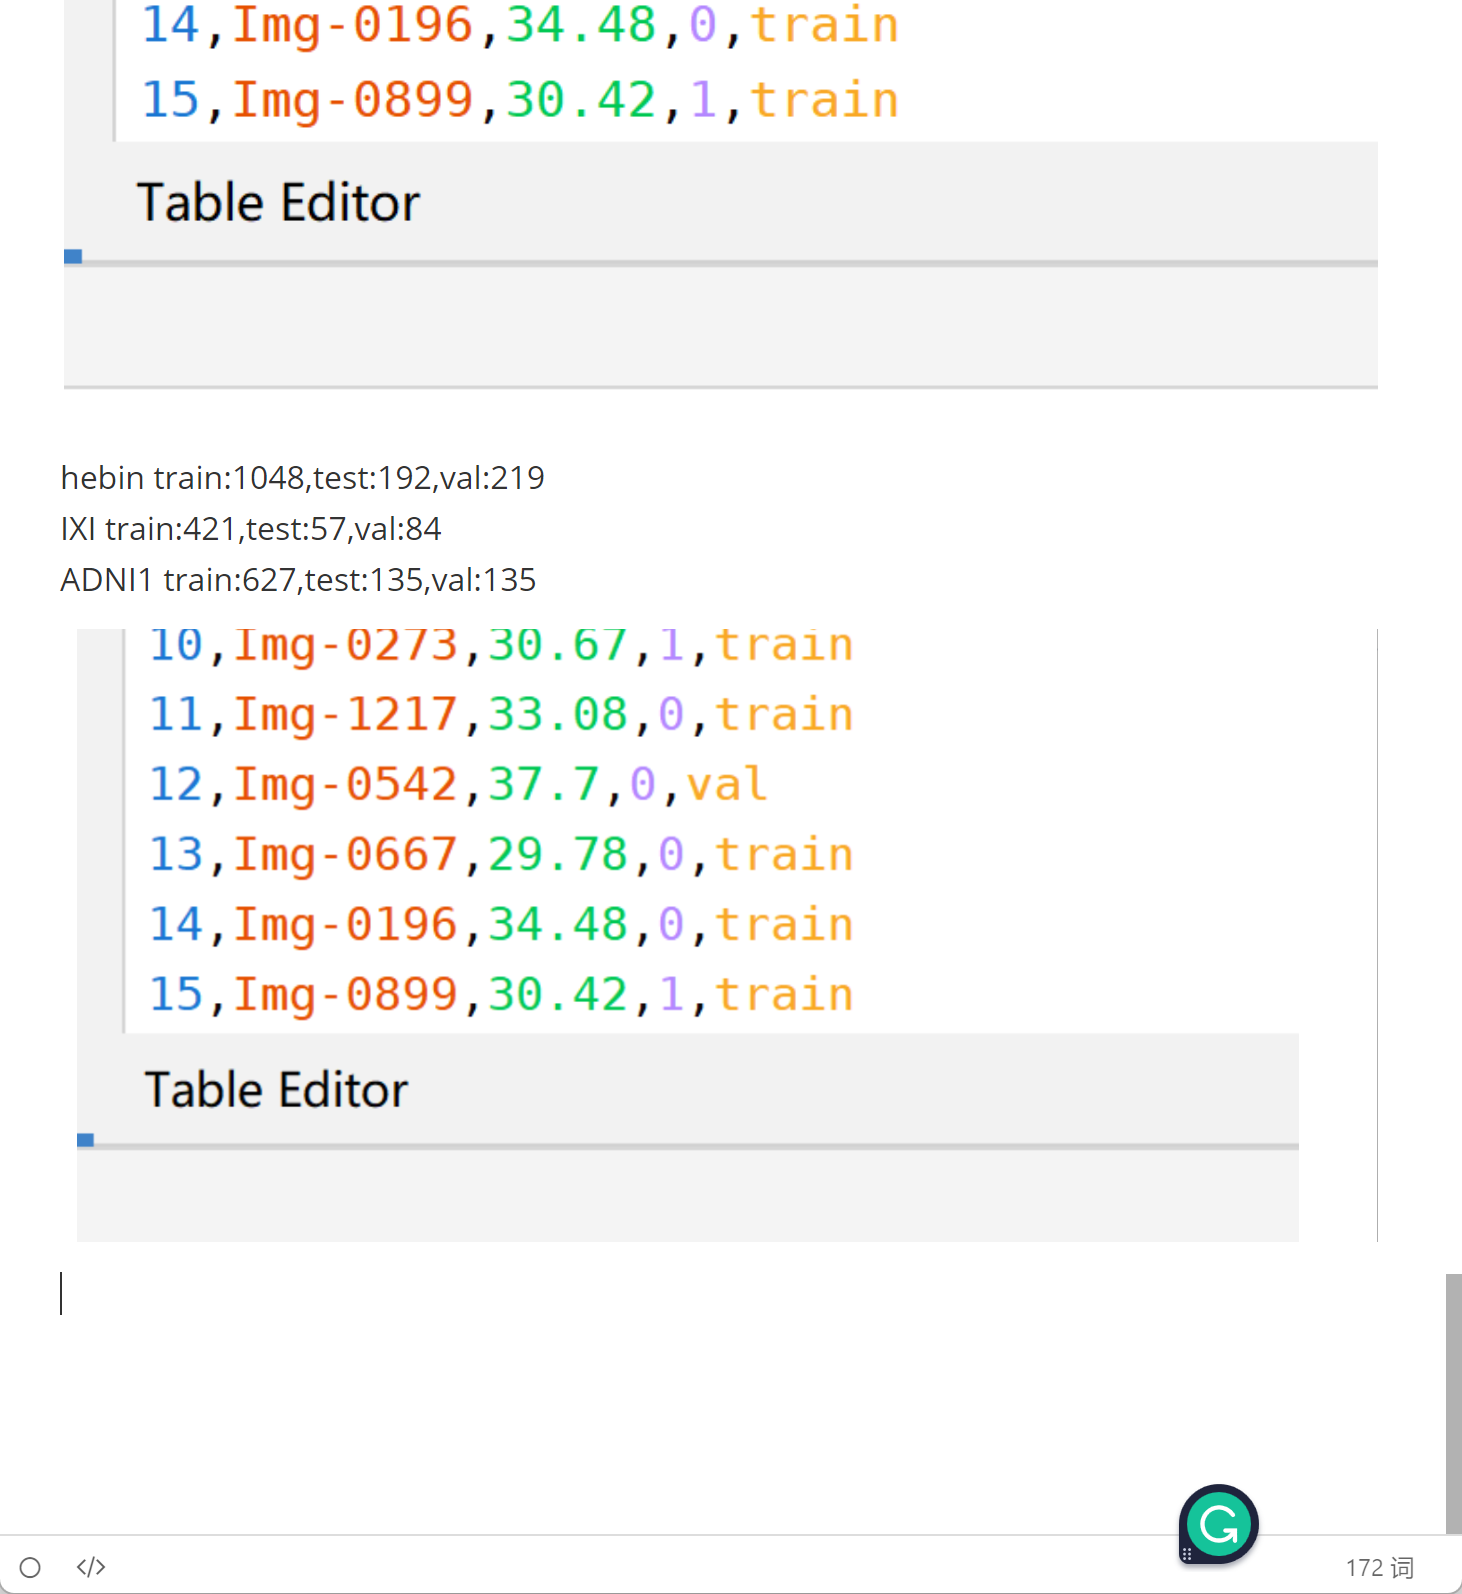 14,Img-0196,34.48,0,train
15,Img-0899,30.42,1,train
Table Editor
hebin train:1048,test:192,val:219
IXI train:421,test:57,val:84
ADNI1 train:627,test:135,val:135
10,Img-0273,30.67,1,train
11,Img-1217,33.08,0,train
12,Img-0542,37.7,0,val
13,Img-0667,29.78,0,train
14,Img-0196,34.48,0,train
15,Img-0899,30.42,1,train
Table Editor
</> 172 词